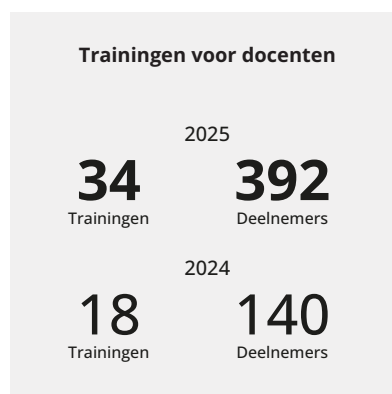 Trainingen voor docenten
2025
34 392
Trainingen Deelnemers
2024
18 140
Trainingen Deelnemers